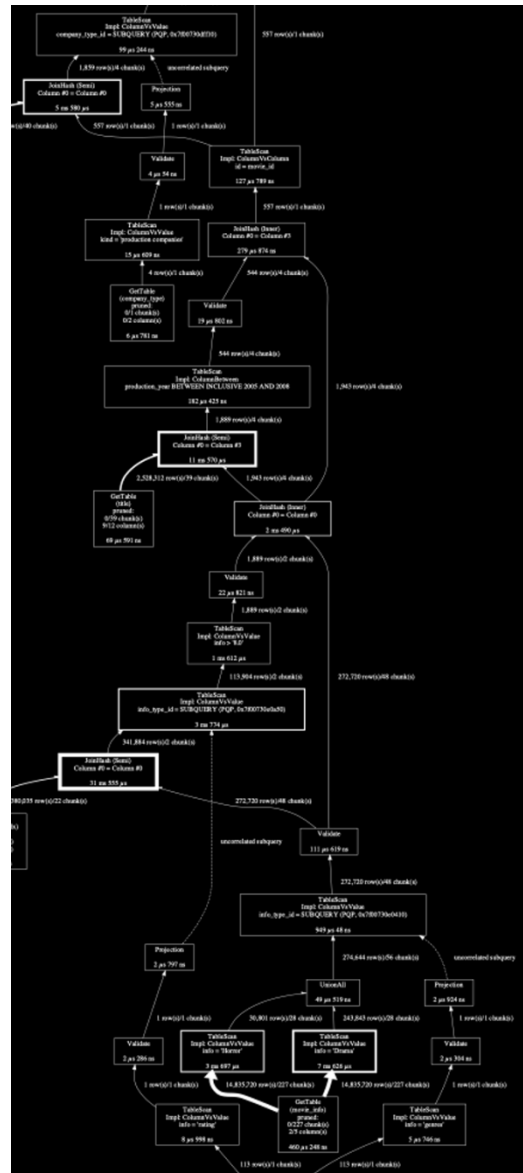 TableScan
Impl: ColumnVsValue
company_type_id = SUBQUERY (PQP, 0x7f00730dff10)
99 µs 244 ns
557 row(s)/1 chunk(s)
1,859 row(s)/4 chunk(s)
uncorrelated subquery
JoinHash (Semi)
Column #0 = Column #0
5 ms 580 µs
Projection
5 µs 555 ns
557 row(s)/1 chunk(s)
1 row(s)/1 chunk(s)
Validate
4 µs 54 ns
TableScan
Impl: ColumnVsColumn
id = movie_id
127 µs 789 ns
1 row(s)/1 chunk(s)
557 row(s)/1 chunk(s)
TableScan
Impl: ColumnVsValue
kind = 'production companies'
15 µs 609 ns
JoinHash (Inner)
Column #0 = Column #3
279 µs 874 ns
4 row(s)/1 chunk(s)
544 row(s)/4 chunk(s)
GetTable
(company_type)
pruned:
0/1 chunk(s)
0/2 column(s)
6 µs 781 ns
Validate
19 µs 802 ns
544 row(s)/4 chunk(s)
TableScan
Impl: ColumnBetween
production_year BETWEEN INCLUSIVE 2005 AND 2008
182 µs 425 ns
1,943 row(s)/4 chunk(s)
1,889 row(s)/4 chunk(s)
JoinHash (Semi)
Column #0 = Column #3
11 ms 570 µs
2,528,312 row(s)/39 chunk(s)
1,943 row(s)/4 chunk(s)
GetTable
(title)
pruned:
0/39 chunk(s)
9/12 column(s)
69 µs 591 ns
JoinHash (Inner)
Column #0 = Column #0
2 ms 490 µs
1,889 row(s)/2 chunk(s)
Validate
22 µs 821 ns
1,889 row(s)/2 chunk(s)
TableScan
Impl: ColumnVsValue
info > '8.0'
1 ms 612 µs
272,720 row(s)/48 chunk(s)
113,904 row(s)/2 chunk(s)
TableScan
Impl: ColumnVsValue
info_type_id = SUBQUERY (PQP, 0x7f00730e0a50)
3 ms 774 µs
341,884 row(s)/2 chunk(s)
JoinHash (Semi)
Column #0 = Column #0
31 ms 555 µs
row(s)/22 chunk(s)
272,720 row(s)/48 chunk(s)
uncorrelated subquery
Validate
111 µs 619 ns
272,720 row(s)/48 chunk(s)
TableScan
Impl: ColumnVsValue
info_type_id = SUBQUERY (PQP, 0x7f00730e0410)
949 µs 48 ns
274,644 row(s)/56 chunk(s)
uncorrelated subquery
Projection
2 µs 797 ns
UnionAll
49 µs 519 ns
Projection
2 µs 924 ns
1 row(s)/1 chunk(s)
30,801 row(s)/28 chunk(s)
243,843 row(s)/28 chunk(s)
1 row(s)/1 chunk(s)
Validate
2 µs 286 ns
TableScan
Impl: ColumnVsValue
info = 'Horror'
3 ms 697 µs
TableScan
Impl: ColumnVsValue
info = 'Drama'
7 ms 626 µs
Validate
2 µs 304 ns
1 row(s)/1 chunk(s)
14,835,720 row(s)/227 chunk(s)
14,835,720 row(s)/227 chunk(s)
1 row(s)/1 chunk(s)
TableScan
Impl: ColumnVsValue
info = 'rating'
8 µs 998 ns
GetTable
(movie_info)
pruned:
0/227 chunk(s)
2/5 column(s)
460 µs 248 ns
TableScan
Impl: ColumnVsValue
info = 'genres'
5 µs 746 ns
113 row(s)/1 chunk(s)
113 row(s)/1 chunk(s)